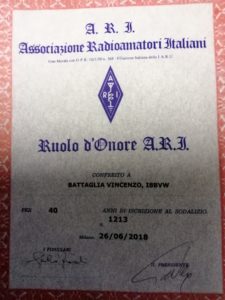 A. R. I.
Associazione Radioamatori Italiani
A R I
Ruolo d'Onore A.R.I.
CONFERITO A
BATTAGLIA VINCENZO, IS0VW
PER 40 ANNI DI ISCRIZIONE AL SODALIZIO.
N. 1213
Milano, 26/06/2018
IL PRESIDENTE